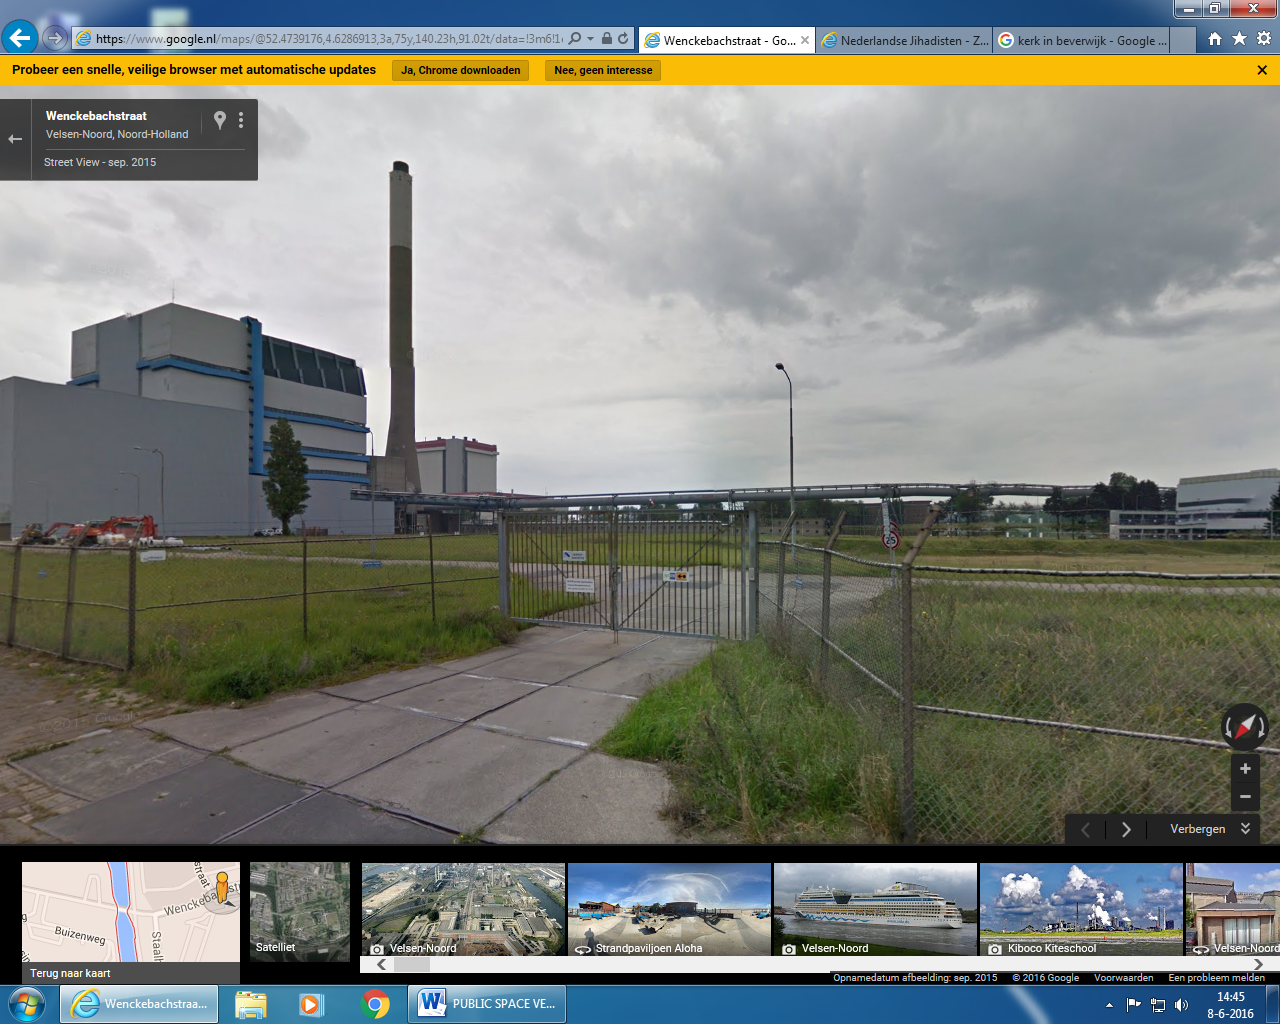 https://www.google.nl/maps/@52.4739176,4.6286913,3a,75y,140.23h,91.02t/data=!3m6!1e
Wenckebachstraat - Go...
Nederlandse Jihadisten - Z...
kerk in beverwijk - Google ...
Probeer een snelle, veilige browser met automatische updates
Ja, Chrome downloaden
Nee, geen interesse
Wenckebachstraat
Velsen-Noord, Noord-Holland
Street View - sep. 2015
25
Verbergen
Wenckebachstr
straat
Buizenweg
Staalh
Terug naar kaart
Satelliet
Velsen-Noord
Strandpaviljoen Aloha
Velsen-Noord
Kiboco Kiteschool
Velsen-Noord
Opnamedatum afbeelding: sep. 2015
© 2016 Google
Voorwaarden
Een probleem melden
Wenckebachstraa...
PUBLIC SPACE VE...
14:45
8-6-2016